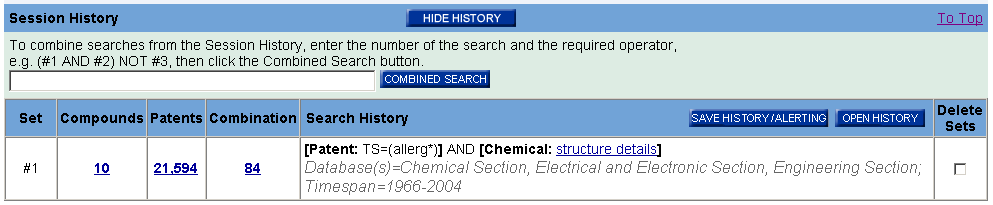 Session History HIDE HISTORY To Top
To combine searches from the Session History, enter the number of the search and the required operator,
e.g. (#1 AND #2) NOT #3, then click the Combined Search button.
COMBINED SEARCH
Set Compounds Patents Combination Search History SAVE HISTORY/ALERTING OPEN HISTORY Delete
Sets
[Patent: TS=(allerg*)] AND [Chemical: structure details]
#1 10 21,594 84 Database(s)=Chemical Section, Electrical and Electronic Section, Engineering Section;
Timespan=1966-2004